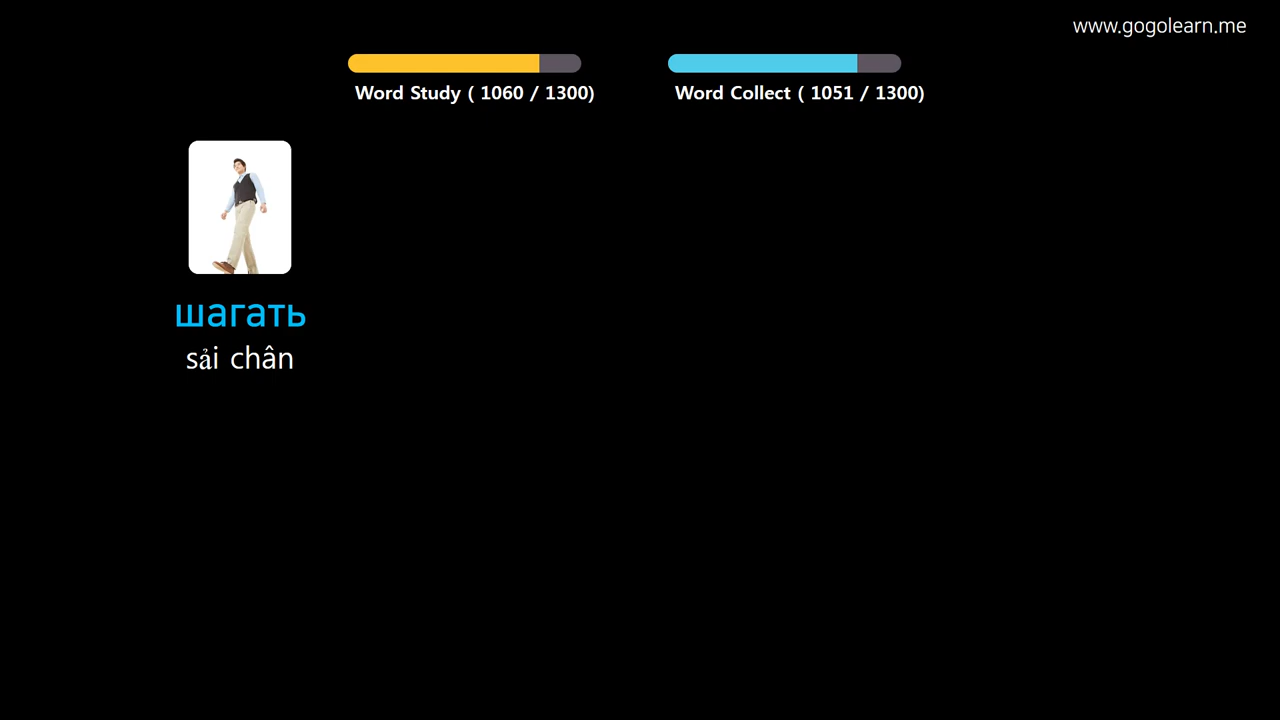 www.gogolearn.me
Word Study ( 1060 / 1300)
Word Collect ( 1051 / 1300)
шагать
sải chân